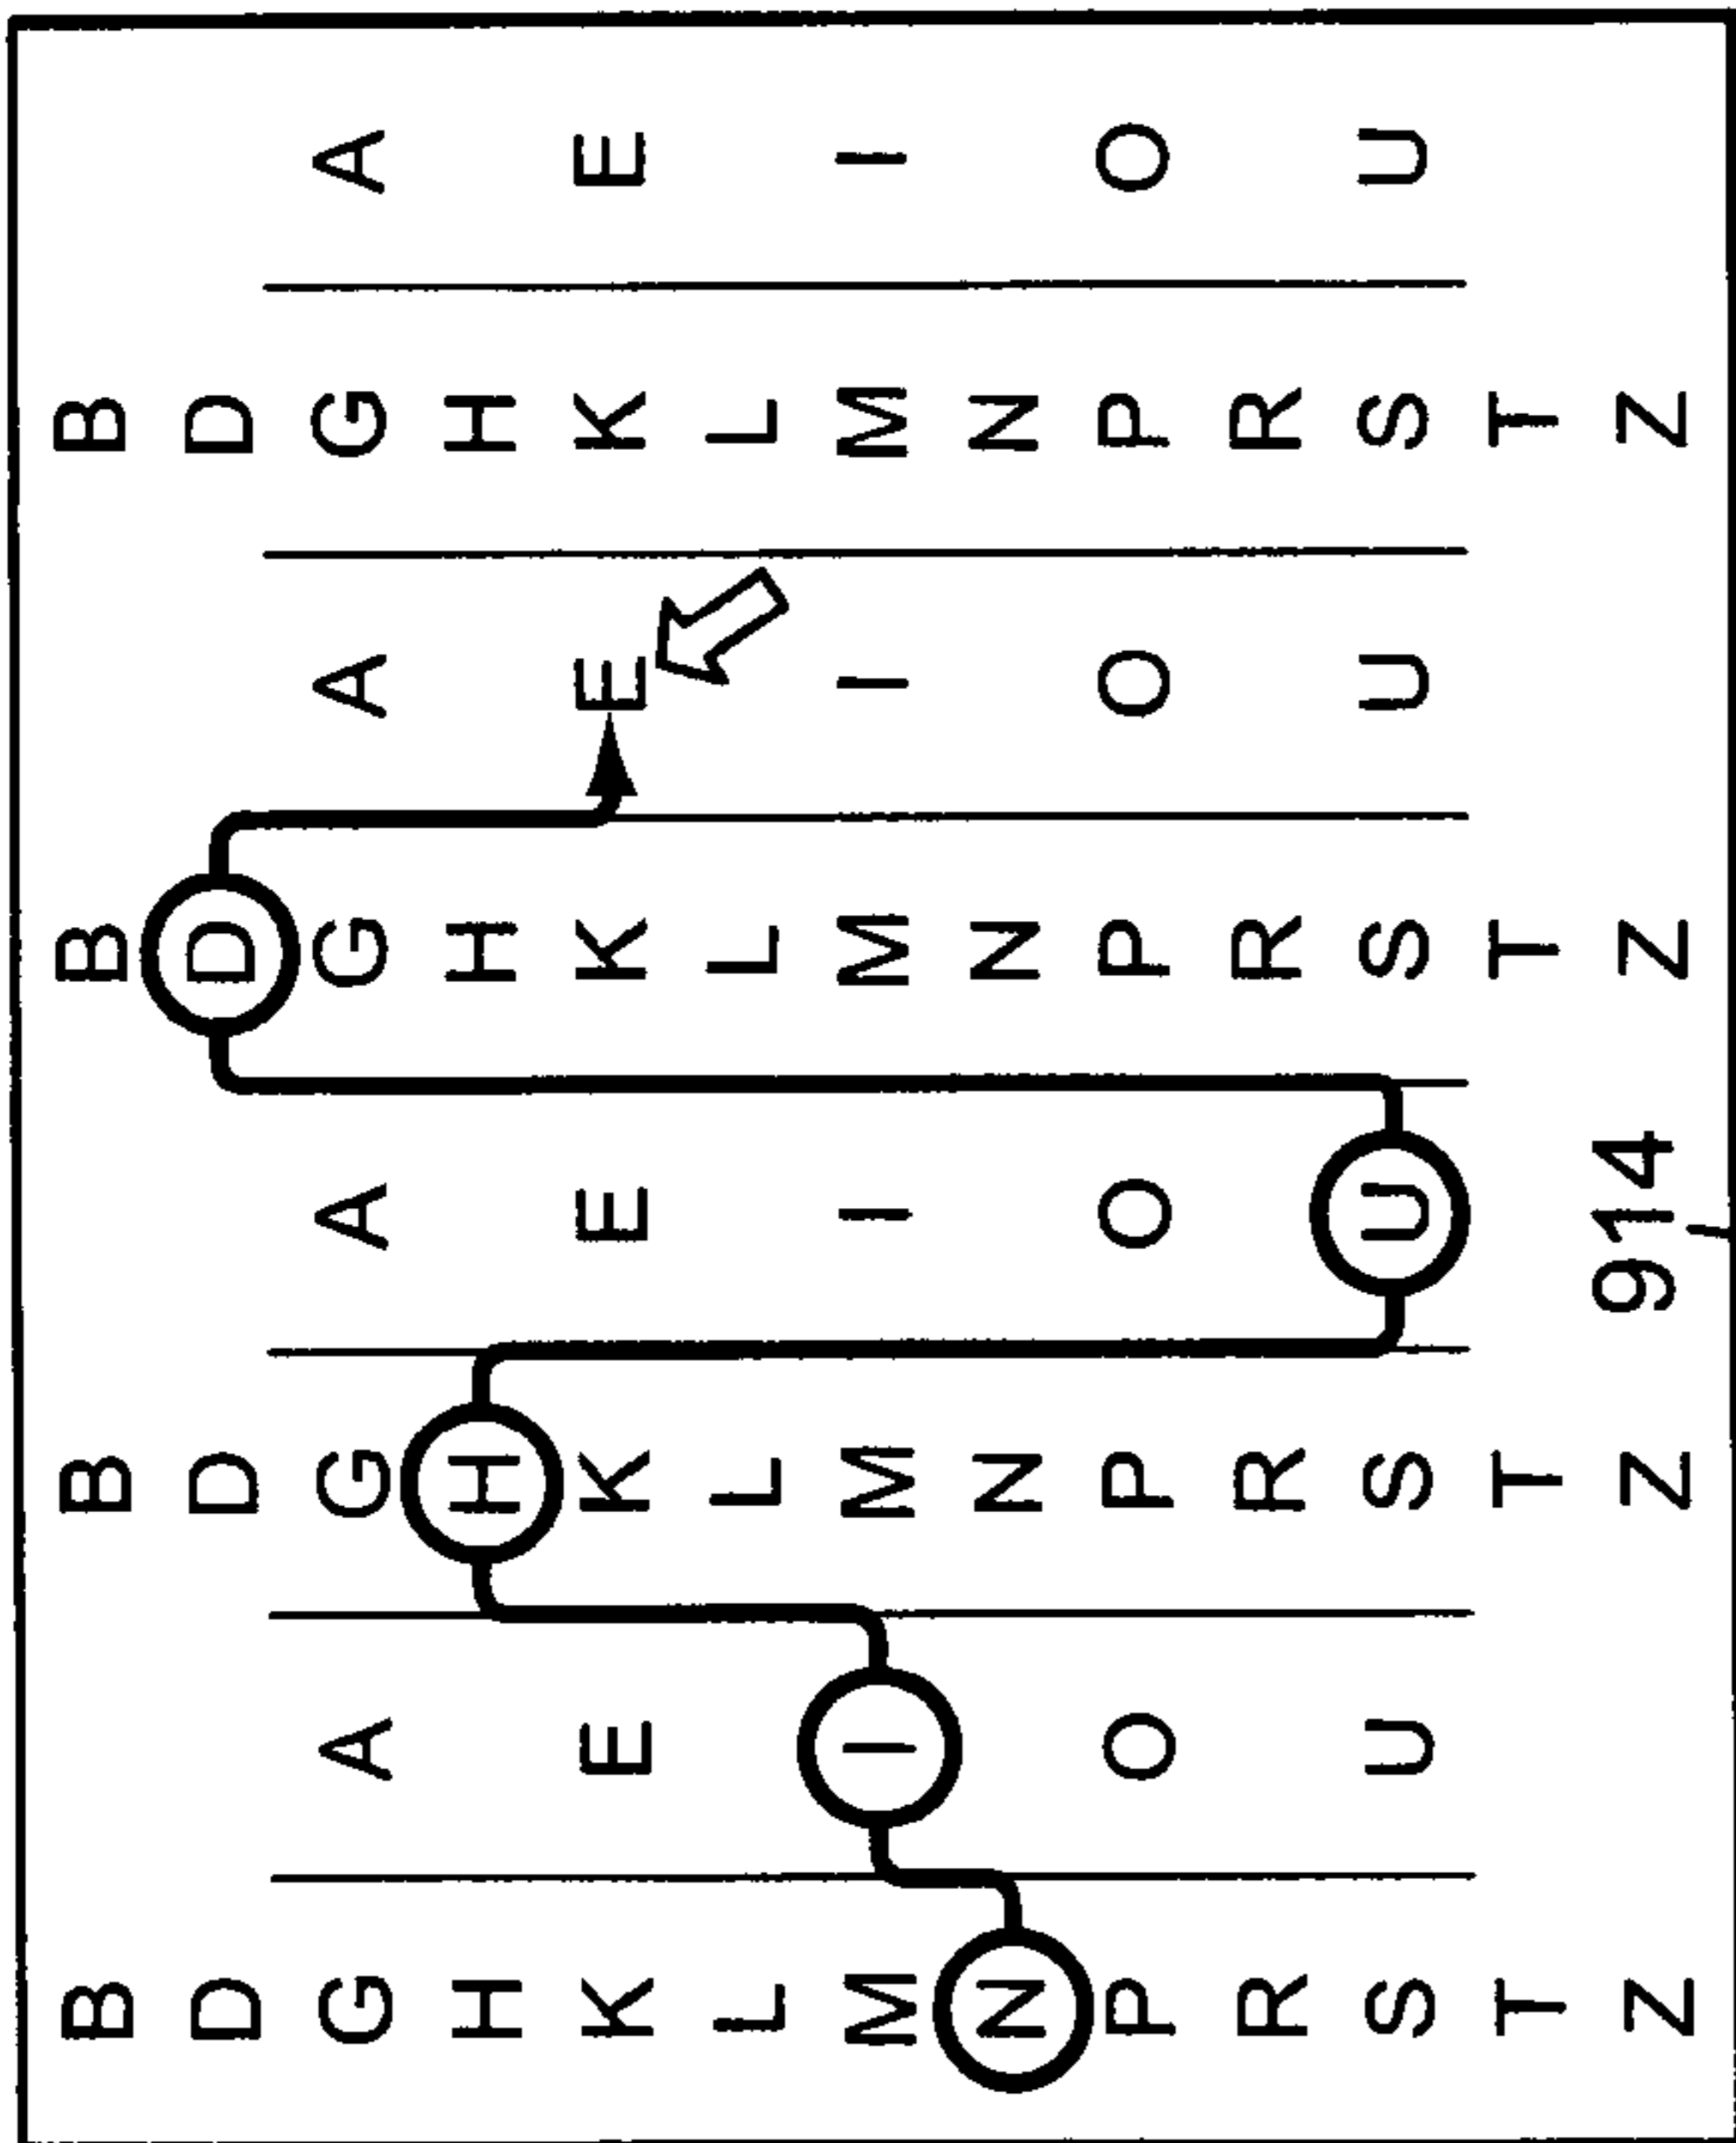 B B B B
D D D D
G A G A G A G A
H H H H
K E K E K E K E
L L L L
M I M I M I M I
N N N N
P O P O P O P O
R R R R
S U S U S U S U
T T T T
Z Z 914 Z Z